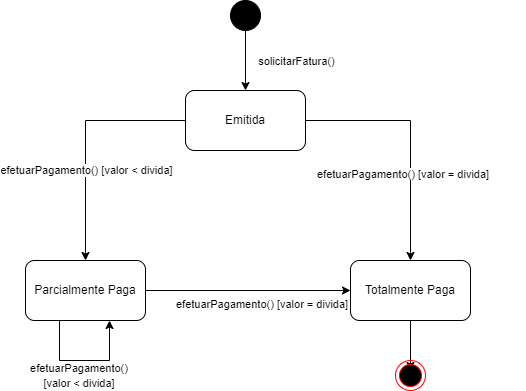 solicitarFatura()
Emitida
efetuarPagamento() [valor < divida]
efetuarPagamento() [valor = divida]
Parcialmente Paga
Totalmente Paga
efetuarPagamento() [valor = divida]
efetuarPagamento()
[valor < divida]